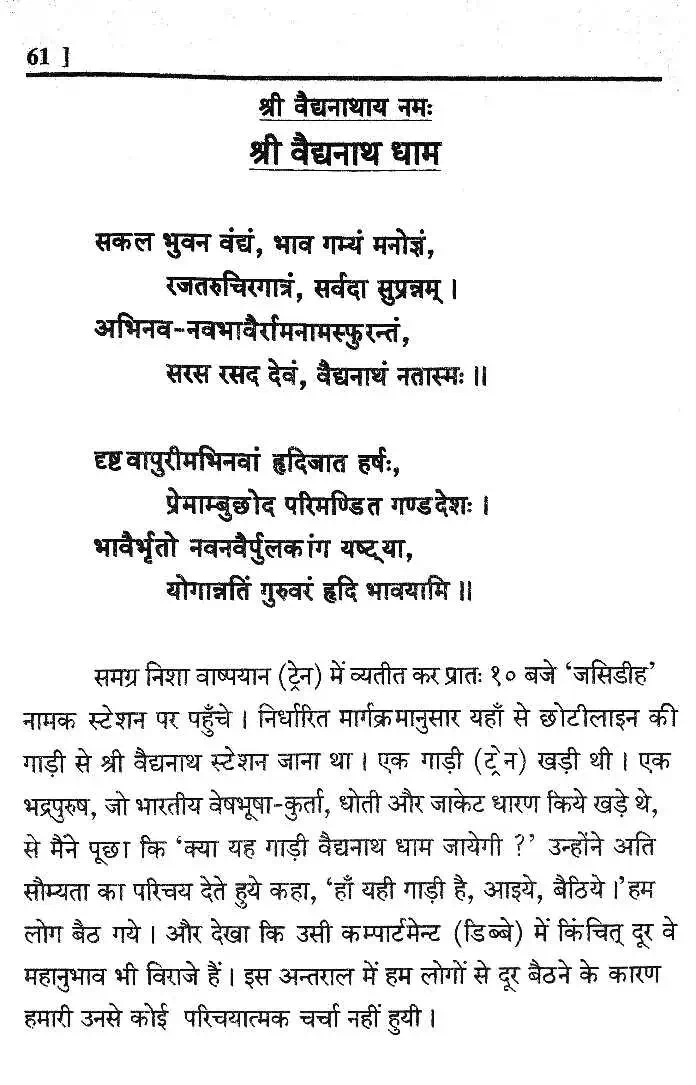 61 ]
श्री वैद्यनाथाय नमः
श्री वैद्यनाथ धाम
सकल भुवन वंद्यं, भाव गम्यं मनोज्ञं,
रजतरुचिरगात्रं, सर्वदा सुप्रन्नम् ।
अभिनव-नवभावैर्रामनामस्फुरन्तं,
सरस रसद देवं, वैद्यनाथं नतास्मः ॥
दृष्टवापुरीमभिनवां हृदिजात हर्षः,
प्रेमाम्बुछोद परिमण्डित गण्डदेशः ।
भावैर्भृतो नवनवैर्पुलकांग यष्ट्या,
योगान्नतिं गुरुवरं हृदि भावयामि ॥
समग्र निशा वाष्पयान (ट्रेन) में व्यतीत कर प्रातः १० बजे ‘जसिडीह’
नामक स्टेशन पर पहुँचे । निर्धारित मार्गक्रमानुसार यहाँ से छोटीलाइन की
गाड़ी से श्री वैद्यनाथ स्टेशन जाना था । एक गाड़ी (ट्रेन) खड़ी थी । एक
भद्रपुरुष, जो भारतीय वेषभूषा-कुर्ता, धोती और जाकेट धारण किये खड़े थे,
से मैंने पूछा कि ‘क्या यह गाड़ी वैद्यनाथ धाम जायेगी ?’ उन्होंने अति
सौम्यता का परिचय देते हुये कहा, ‘हाँ यही गाड़ी है, आइये, बैठिये ।’ हम
लोग बैठ गये । और देखा कि उसी कम्पार्टमेन्ट (डिब्बे) में किंचित् दूर वे
महानुभाव भी विराजे हैं । इस अन्तराल में हम लोगों से दूर बैठने के कारण
हमारी उनसे कोई परिचयात्मक चर्चा नहीं हुयी ।